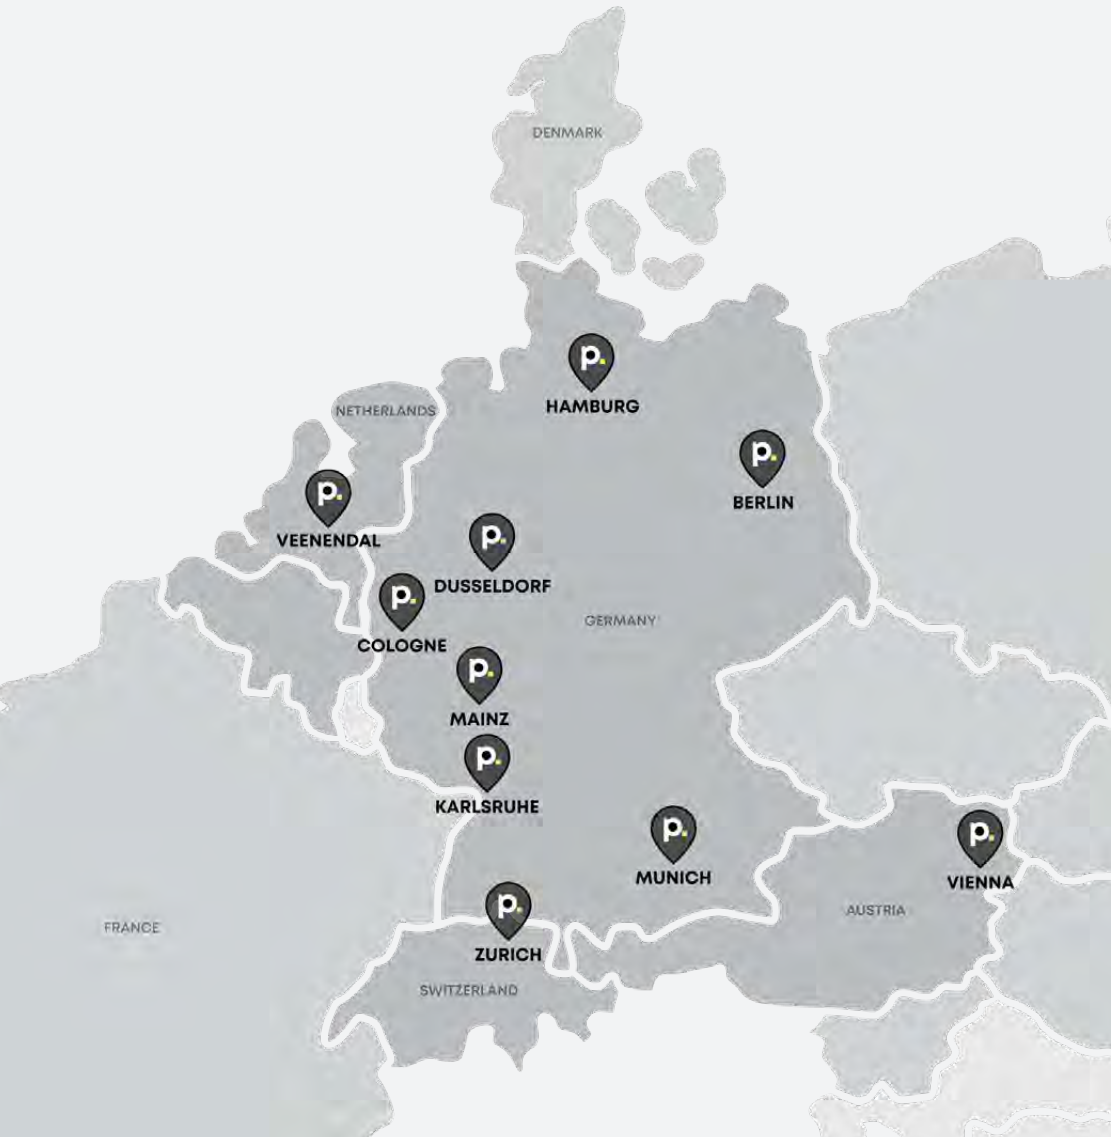 DENMARK
p.
HAMBURG
NETHERLANDS
p.
BERLIN
p.
VEENENDAL
p.
DUSSELDORF
p.
COLOGNE
GERMANY
p.
MAINZ
p.
KARLSRUHE
p.
MUNICH
p.
VIENNA
AUSTRIA
FRANCE
p.
ZURICH
SWITZERLAND